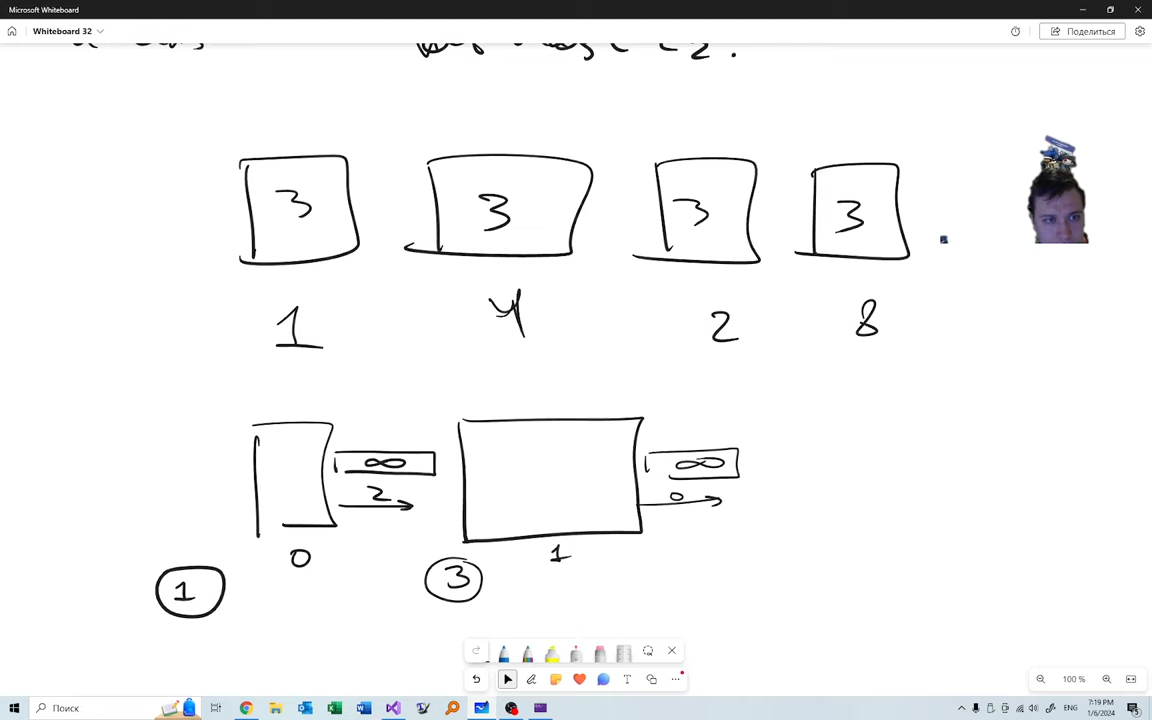 Microsoft Whiteboard
Whiteboard 32
Поделиться
3 3 3 3
1 4 2 8
∞ ∞
2 0
0 1
1 3
100 %
Поиск
ENG
7:19 PM
1/6/2024
5